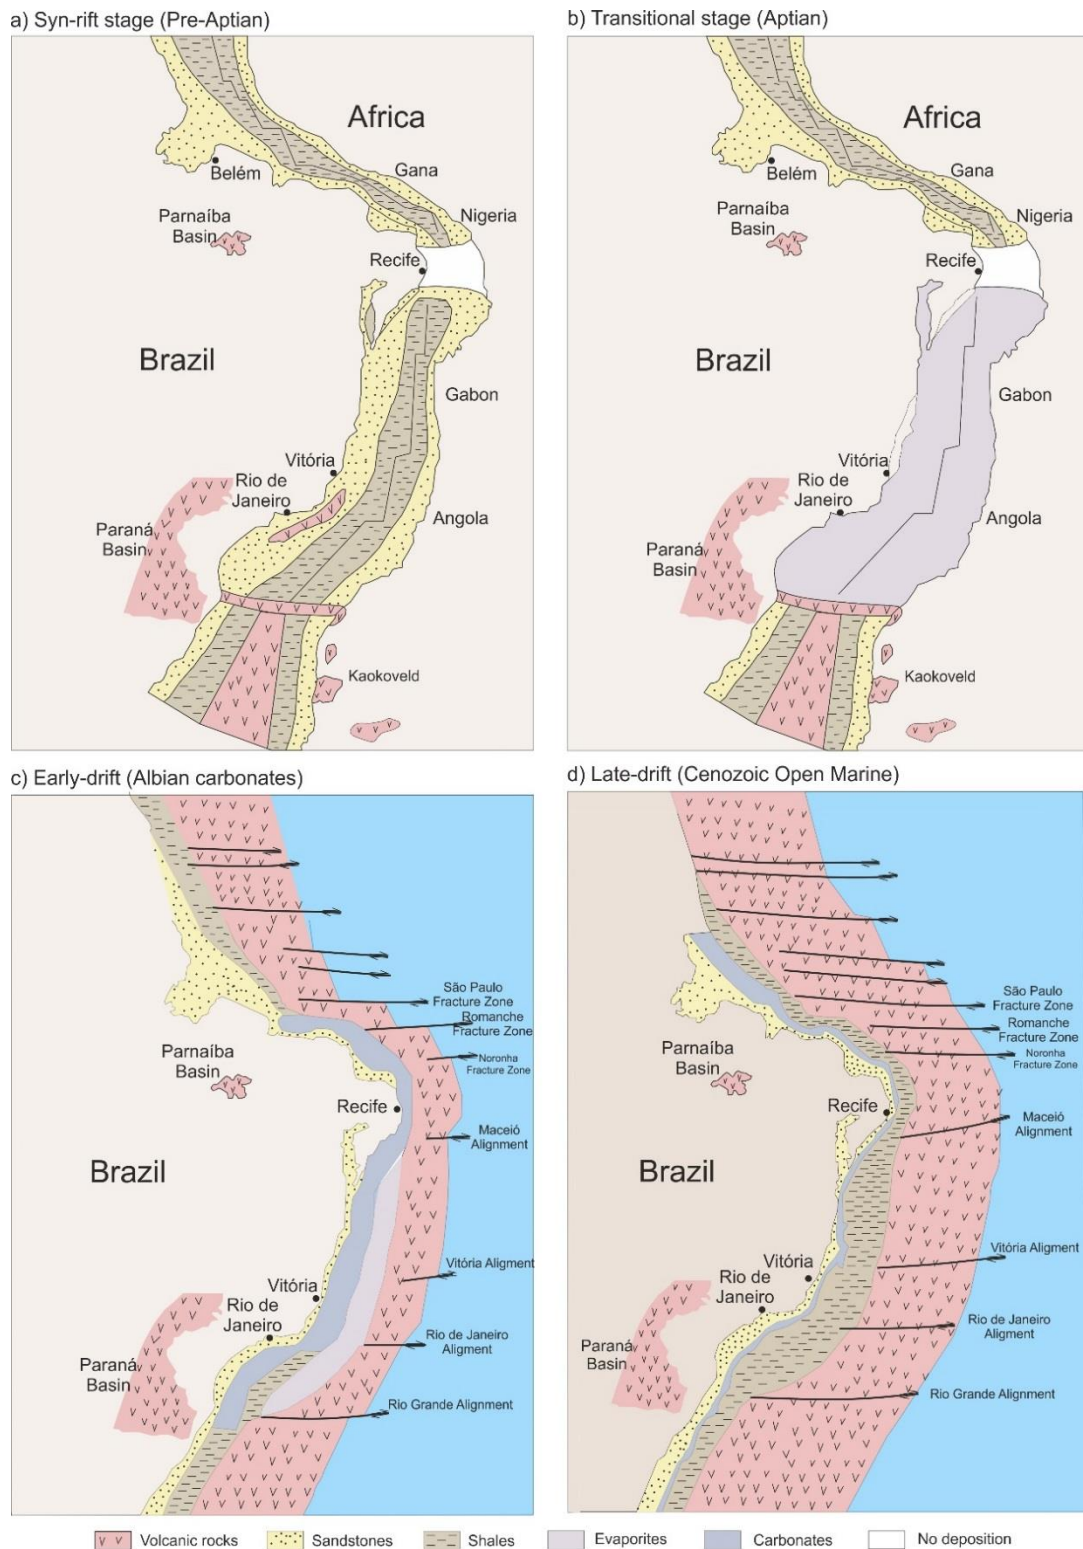 a) Syn-rift stage (Pre-Aptian)
Africa
Belém
Gana
Parnaíba
Basin
Nigeria
Recife
Brazil
Gabon
Vitória
Rio de
Janeiro
Angola
Paraná
Basin
Kaokoveld
b) Transitional stage (Aptian)
Africa
Belém
Gana
Parnaíba
Basin
Nigeria
Recife
Brazil
Gabon
Vitória
Rio de
Janeiro
Angola
Paraná
Basin
Kaokoveld
c) Early-drift (Albian carbonates)
São Paulo
Fracture Zone
Romanche
Fracture Zone
Parnaíba
Basin
Noronha
Fracture Zone
Recife
Maceió
Alignment
Brazil
Vitória Aligment
Vitória
Rio de
Janeiro
Rio de Janeiro
Aligment
Paraná
Basin
Rio Grande Alignment
d) Late-drift (Cenozoic Open Marine)
São Paulo
Fracture Zone
Romanche
Fracture Zone
Parnaíba
Basin
Noronha
Fracture Zone
Recife
Maceió
Alignment
Brazil
Vitória Aligment
Vitória
Rio de
Janeiro
Rio de Janeiro
Aligment
Paraná
Basin
Rio Grande Alignment
Volcanic rocks
Sandstones
Shales
Evaporites
Carbonates
No deposition